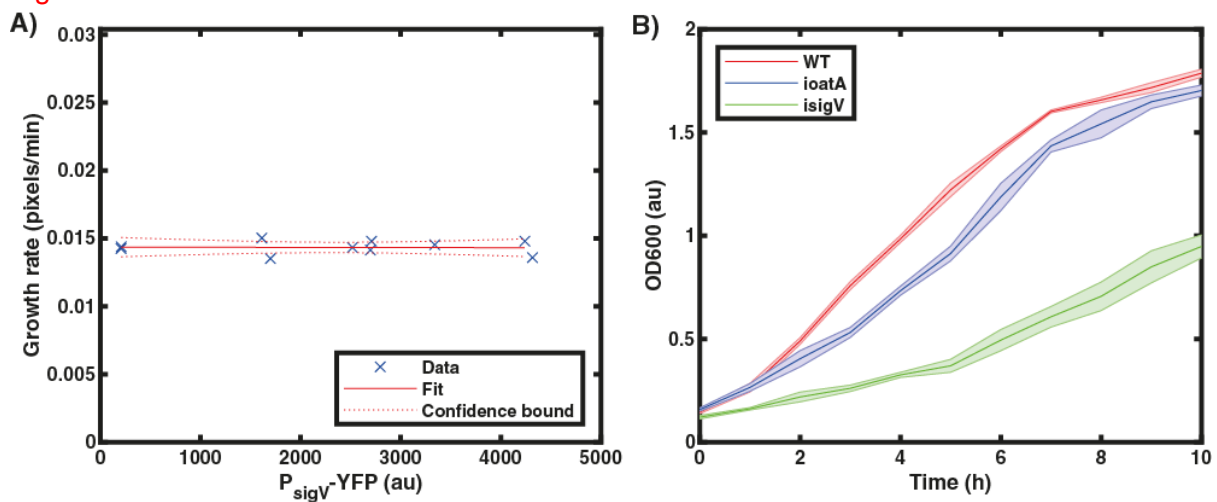 A)
0.03
0.025
0.02
0.015
0.01
0.005
0
Growth rate (pixels/min)
0 1000 2000 3000 4000 5000
PsigV-YFP (au)
Data
Fit
Confidence bound
B)
2
1.5
1
0.5
0
OD600 (au)
0 2 4 6 8 10
Time (h)
WT
ioatA
isigV